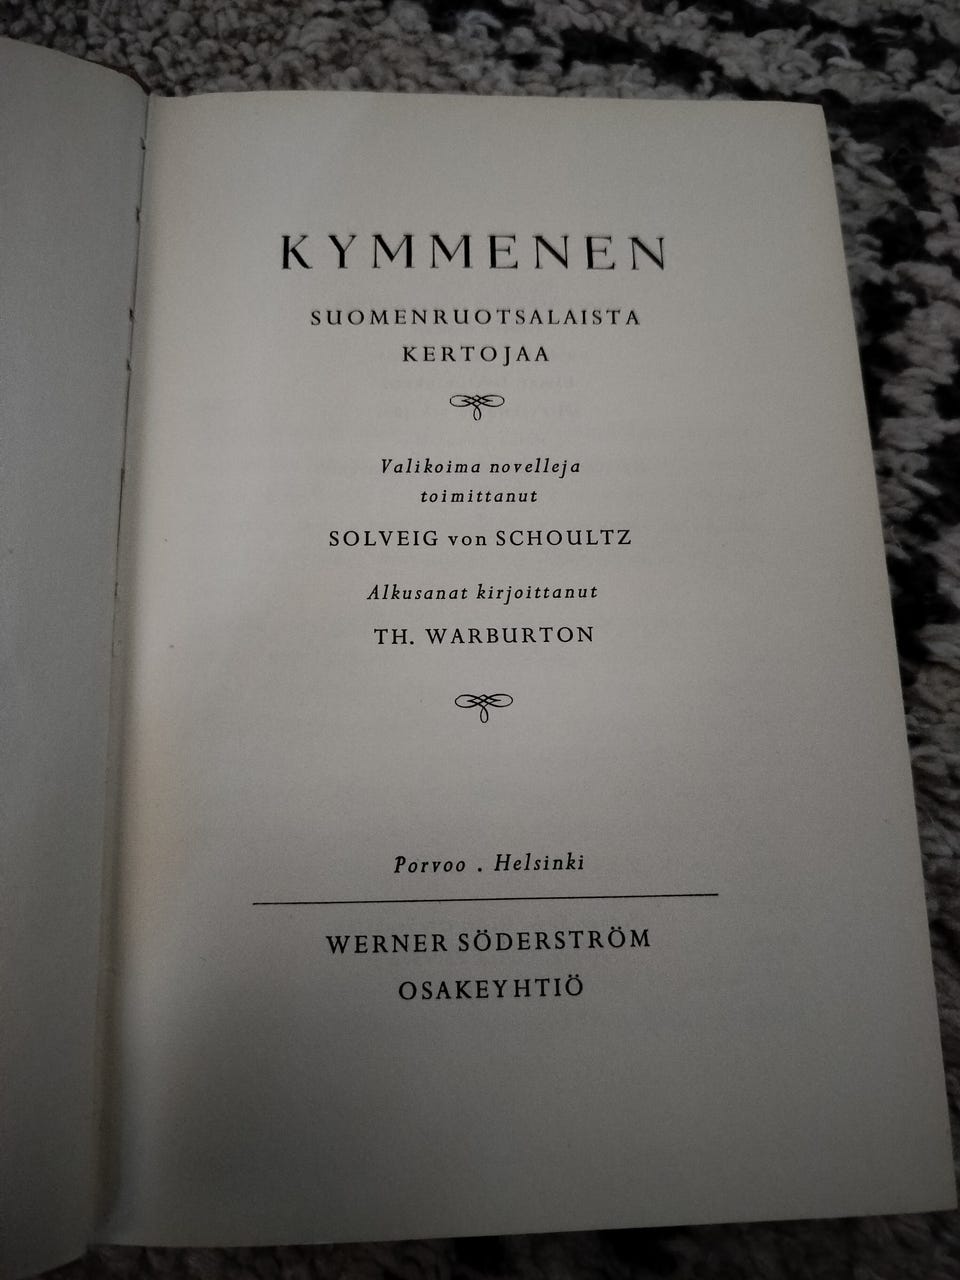 KYMMENEN
SUOMENRUOTSALAISTA
KERTOJAA
Valikoima novelleja
toimittanut
SOLVEIG von SCHOULTZ
Alkusanat kirjoittanut
TH. WARBURTON
Porvoo . Helsinki
WERNER SÖDERSTRÖM
OSAKEYHTIÖ